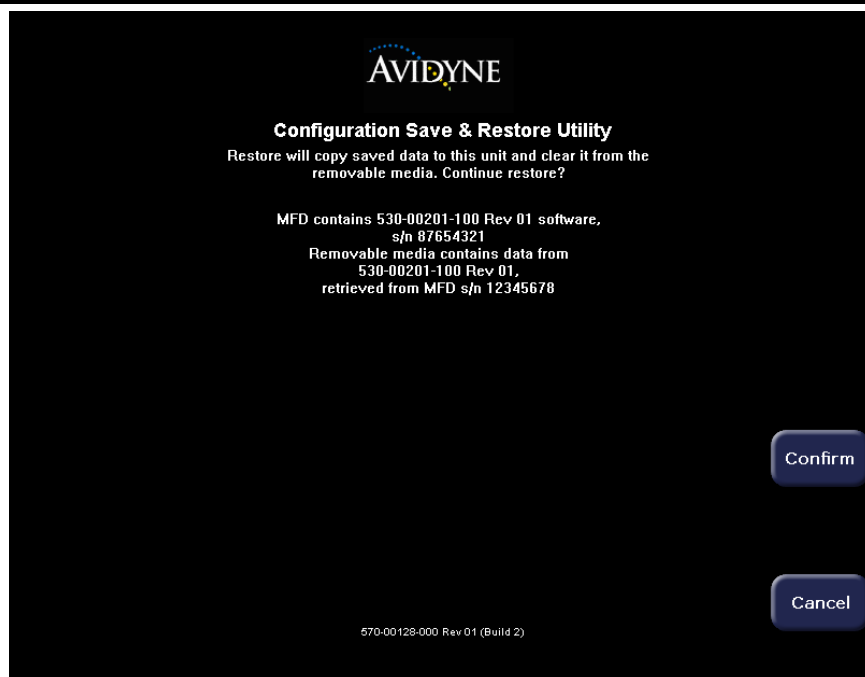 AVIDYNE
Configuration Save & Restore Utility
Restore will copy saved data to this unit and clear it from the
removable media. Continue restore?
MFD contains 530-00201-100 Rev 01 software,
s/n 87654321
Removable media contains data from
530-00201-100 Rev 01,
retrieved from MFD s/n 12345678
Confirm
Cancel
570-00128-000 Rev 01 (Build 2)